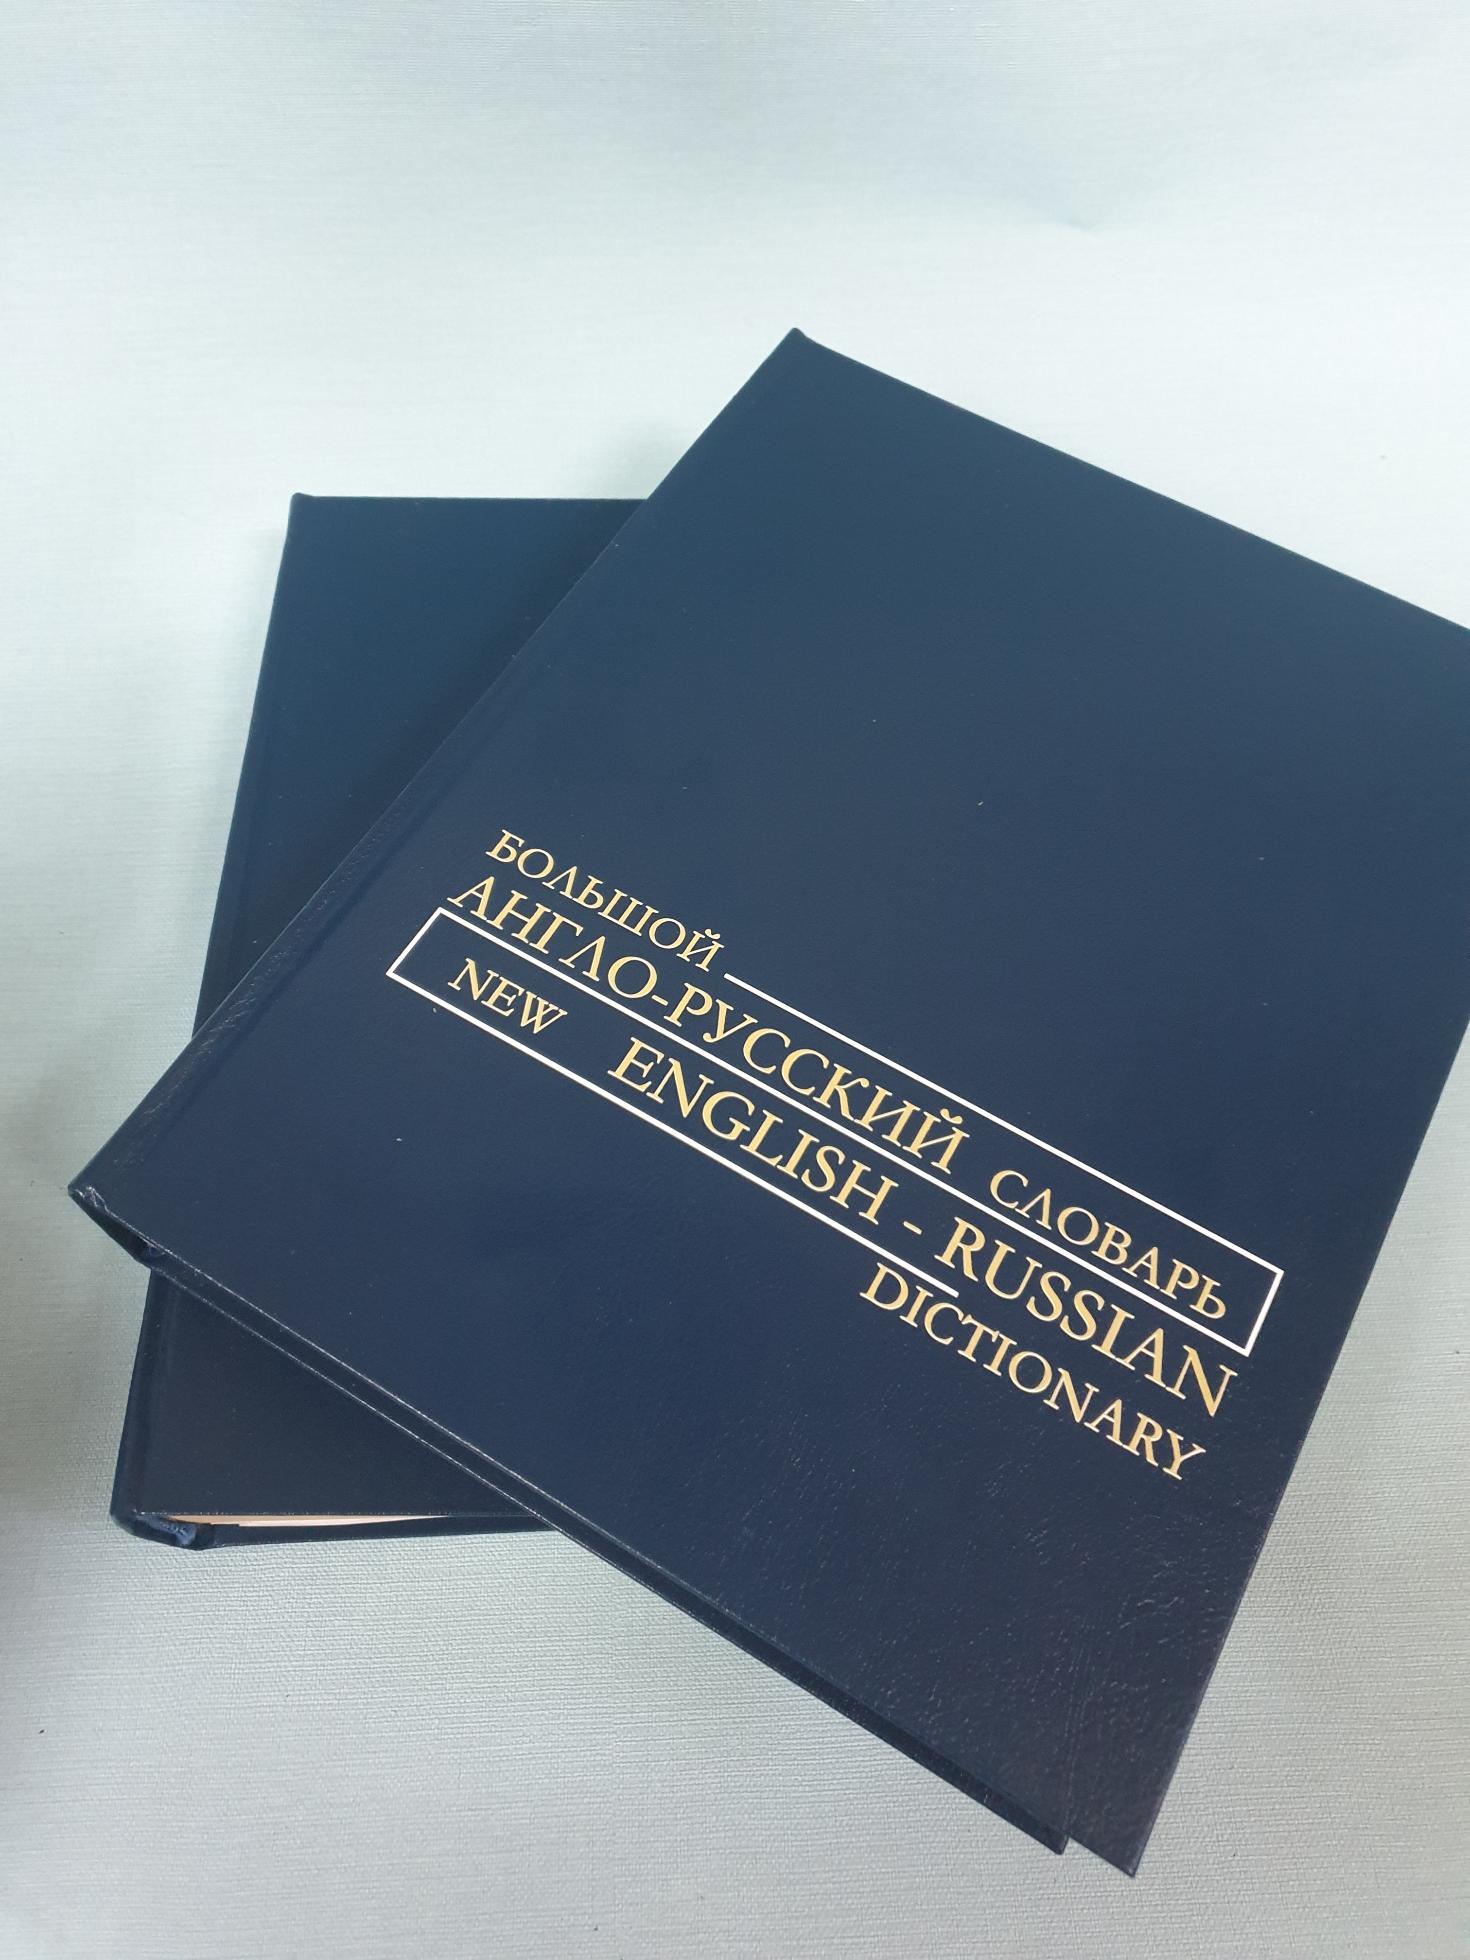 БОЛЬШОЙ
АНГЛО-РУССКИЙ СЛОВАРЬ
NEW ENGLISH - RUSSIAN
DICTIONARY